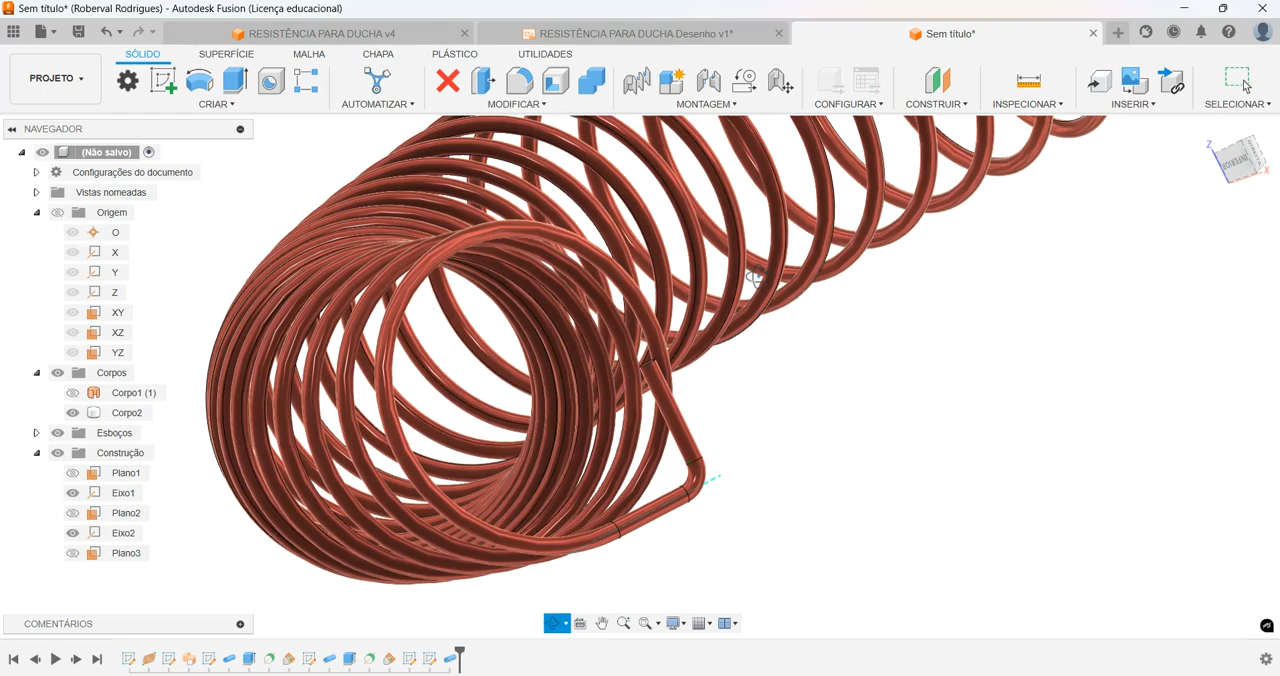 Sem título* (Roberval Rodrigues) - Autodesk Fusion (Licença educacional)
RESISTÊNCIA PARA DUCHA v4
RESISTÊNCIA PARA DUCHA Desenho v1*
Sem título*
SÓLIDO
SUPERFÍCIE
MALHA
CHAPA
PLÁSTICO
UTILIDADES
PROJETO
CRIAR
AUTOMATIZAR
MODIFICAR
MONTAGEM
CONFIGURAR
CONSTRUIR
INSPECIONAR
INSERIR
SELECIONAR
NAVEGADOR
(Não salvo)
Configurações do documento
Vistas nomeadas
Origem
O
X
Y
Z
XY
XZ
YZ
Corpos
Corpo1 (1)
Corpo2
Esboços
Construção
Plano1
Eixo1
Plano2
Eixo2
Plano3
Z
INFERIOR
X
COMENTÁRIOS